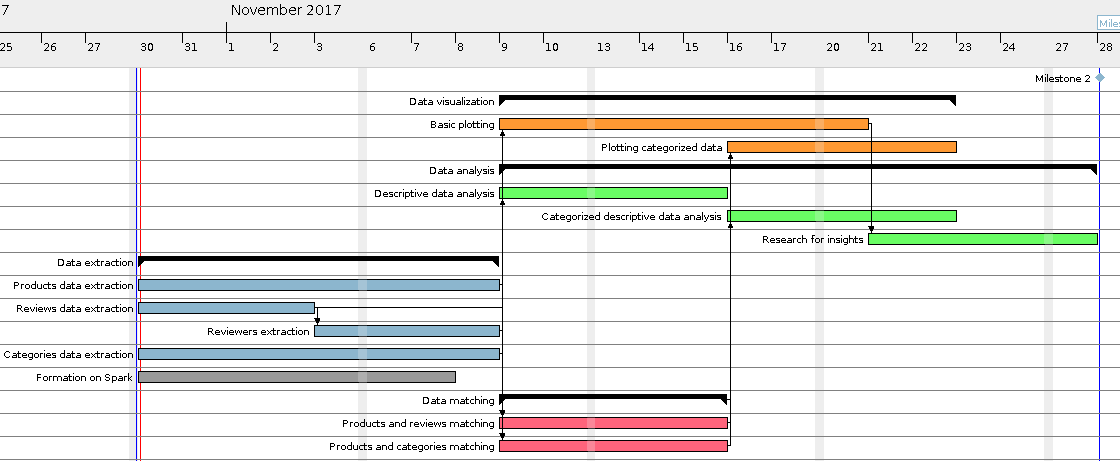 7
November 2017
Miles
25 26 27 30 31 1 2 3 6 7 8 9 10 13 14 15 16 17 20 21 22 23 24 27 28
Milestone 2
Data visualization
Basic plotting
Plotting categorized data
Data analysis
Descriptive data analysis
Categorized descriptive data analysis
Research for insights
Data extraction
Products data extraction
Reviews data extraction
Reviewers extraction
Categories data extraction
Formation on Spark
Data matching
Products and reviews matching
Products and categories matching